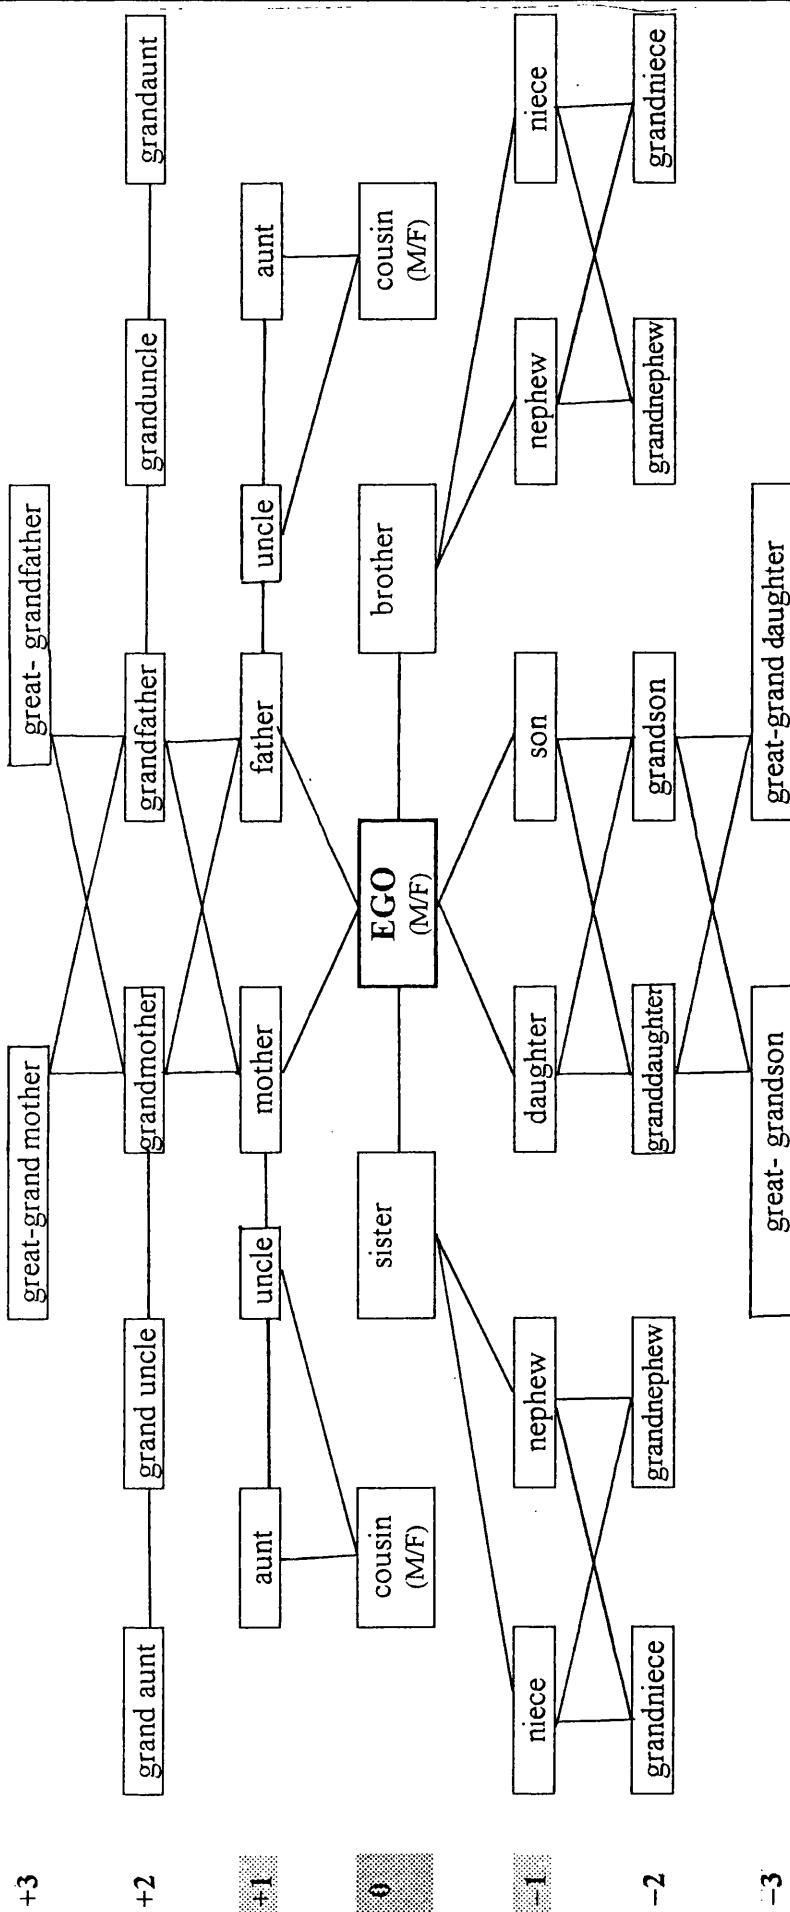 +3 great-grand mother great- grandfather
+2 grand aunt grand uncle grandmother grandfather granduncle grandaunt
+1 aunt uncle mother father uncle aunt
0 cousin sister EGO brother cousin
(M/F) (M/F) (M/F)
−1 niece nephew daughter son nephew niece
−2 grandniece grandnephew granddaughter grandson grandnephew grandniece
−3 great- grandson great-grand daughter